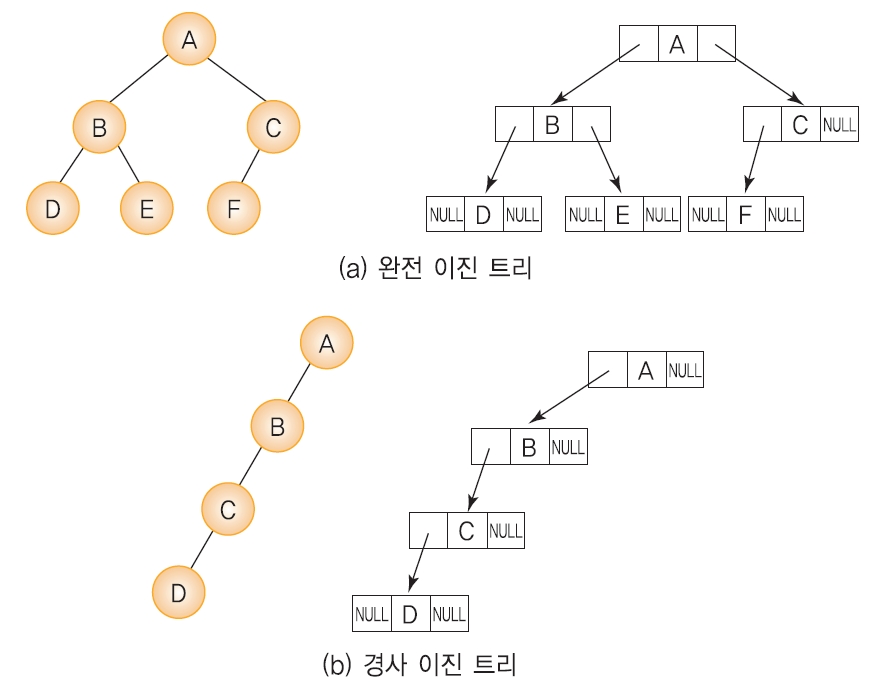 A
A
B
C
B
C NULL
D
E
F
NULL D NULL
NULL E NULL
NULL F NULL
(a) 완전 이진 트리
A
A NULL
B
B NULL
C
C NULL
D
NULL D NULL
(b) 경사 이진 트리